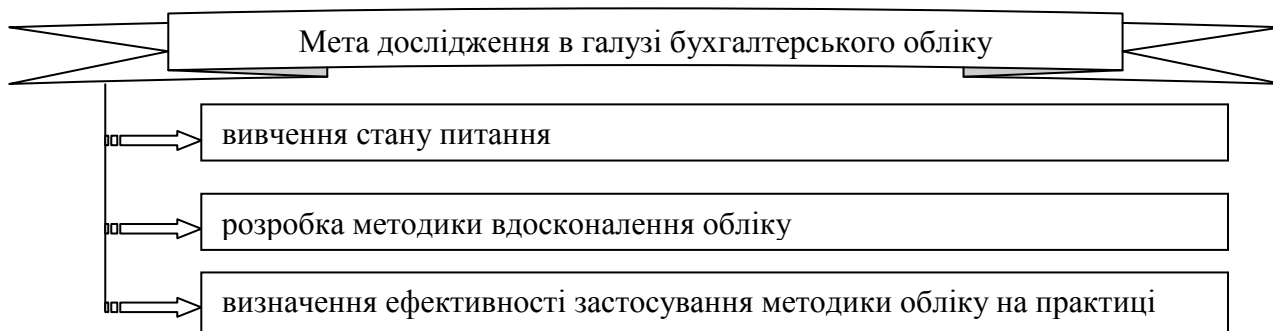 Мета дослідження в галузі бухгалтерського обліку
вивчення стану питання
розробка методики вдосконалення обліку
визначення ефективності застосування методики обліку на практиці